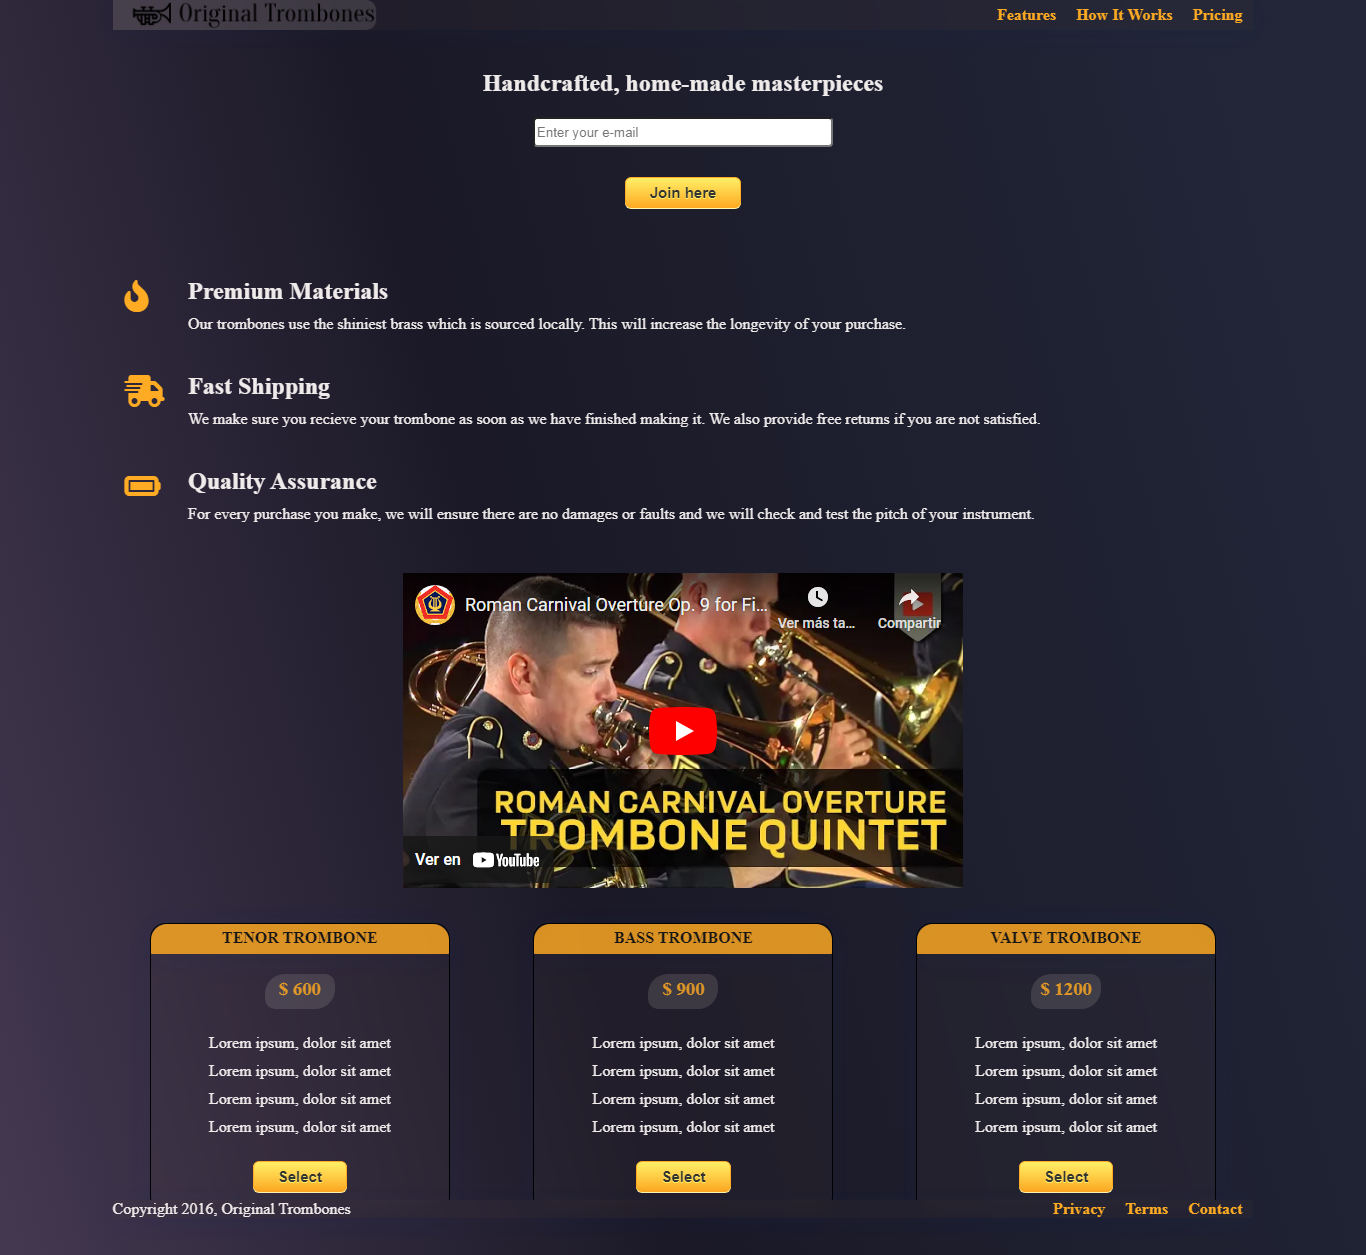 Original Trombones
Features How It Works Pricing
Handcrafted, home-made masterpieces
Enter your e-mail
Join here
Premium Materials
Our trombones use the shiniest brass which is sourced locally. This will increase the longevity of your purchase.
Fast Shipping
We make sure you recieve your trombone as soon as we have finished making it. We also provide free returns if you are not satisfied.
Quality Assurance
For every purchase you make, we will ensure there are no damages or faults and we will check and test the pitch of your instrument.
Roman Carnival Overture Op. 9 for Fi...
Ver más ta...
Compartir
ROMAN CARNIVAL OVERTURE
TROMBONE QUINTET
Ver en YouTube
TENOR TROMBONE
$ 600
Lorem ipsum, dolor sit amet
Lorem ipsum, dolor sit amet
Lorem ipsum, dolor sit amet
Lorem ipsum, dolor sit amet
Select
BASS TROMBONE
$ 900
Lorem ipsum, dolor sit amet
Lorem ipsum, dolor sit amet
Lorem ipsum, dolor sit amet
Lorem ipsum, dolor sit amet
Select
VALVE TROMBONE
$ 1200
Lorem ipsum, dolor sit amet
Lorem ipsum, dolor sit amet
Lorem ipsum, dolor sit amet
Lorem ipsum, dolor sit amet
Select
Copyright 2016, Original Trombones
Privacy Terms Contact